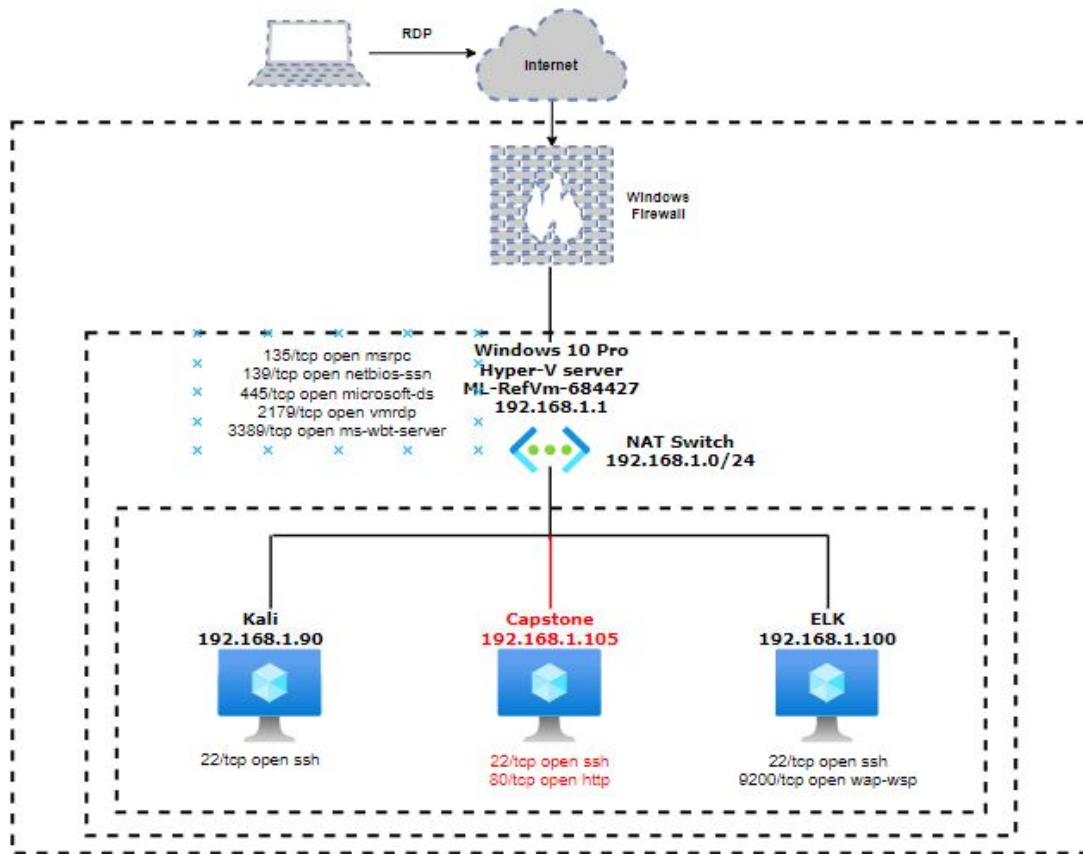 RDP
Internet
Windows
Firewall
135/tcp open msrpc
139/tcp open netbios-ssn
445/tcp open microsoft-ds
2179/tcp open vmrdp
3389/tcp open ms-wbt-server
Windows 10 Pro
Hyper-V server
ML-RefVm-684427
192.168.1.1
NAT Switch
192.168.1.0/24
Kali
192.168.1.90
22/tcp open ssh
Capstone
192.168.1.105
22/tcp open ssh
80/tcp open http
ELK
192.168.1.100
22/tcp open ssh
9200/tcp open wap-wsp